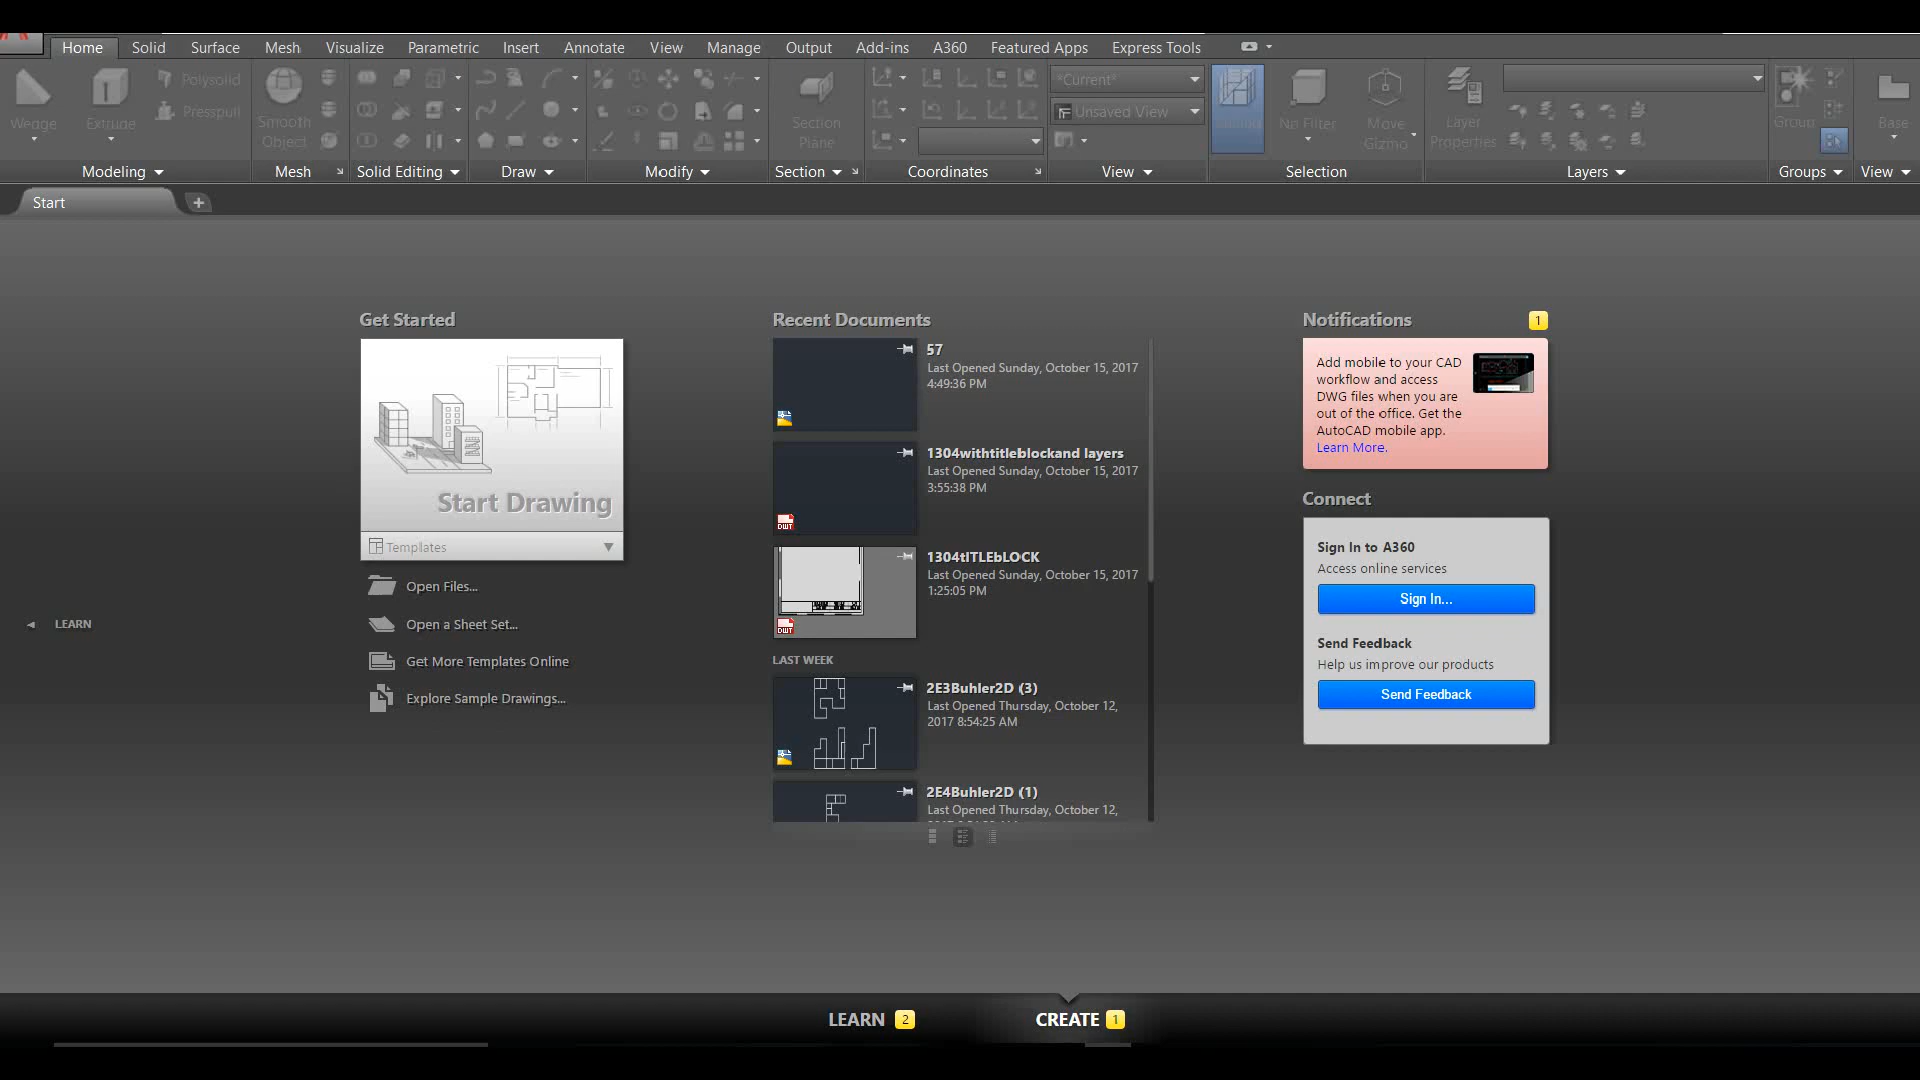 Home Solid Surface Mesh Visualize Parametric Insert Annotate View Manage Output Add-ins A360 Featured Apps Express Tools
Wedge
Extrude
Polysolid
Presspull
Smooth
Object
Section
Plane
*Current*
Unsaved View
No Filter
Move
Gizmo
Layer
Properties
Group
Base
Modeling Mesh Solid Editing Draw Modify Section Coordinates View Selection Layers Groups View
Start
LEARN
Get Started
Start Drawing
Templates
Open Files...
Open a Sheet Set...
Get More Templates Online
Explore Sample Drawings...
Recent Documents
57
Last Opened Sunday, October 15, 2017
4:49:36 PM
1304withtitleblockand layers
Last Opened Sunday, October 15, 2017
3:55:38 PM
DWT
1304tITLEbLOCK
Last Opened Sunday, October 15, 2017
1:25:05 PM
DWT
LAST WEEK
2E3Buhler2D (3)
Last Opened Thursday, October 12,
2017 8:54:25 AM
2E4Buhler2D (1)
Last Opened Thursday, October 12,
Notifications 1
Add mobile to your CAD
workflow and access
DWG files when you are
out of the office. Get the
AutoCAD mobile app.
Learn More.
Connect
Sign In to A360
Access online services
Sign In...
Send Feedback
Help us improve our products
Send Feedback
LEARN 2
CREATE 1